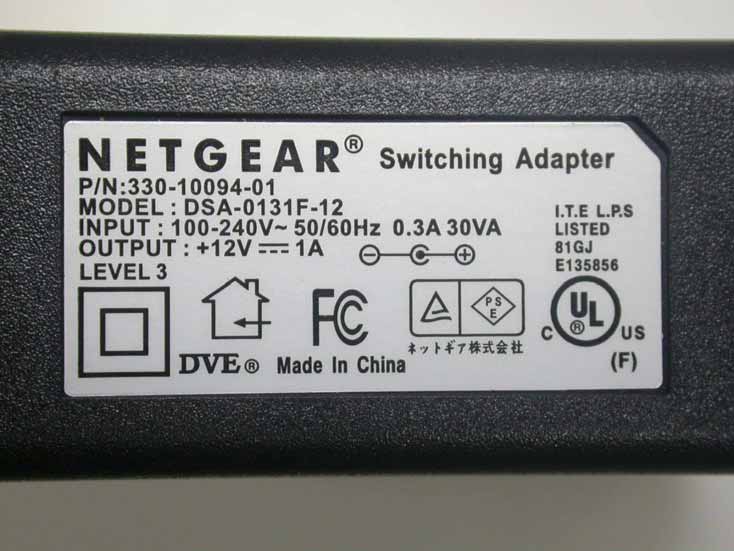 NETGEAR® Switching Adapter
P/N:330-10094-01
MODEL : DSA-0131F-12
INPUT : 100-240V~ 50/60Hz 0.3A 30VA
OUTPUT : +12V⎓1A
LEVEL 3
I.T.E L.P.S
LISTED
81GJ
E135856
FC
PS
E
ネットギア株式会社
C UL® US
(F)
DVE® Made In China